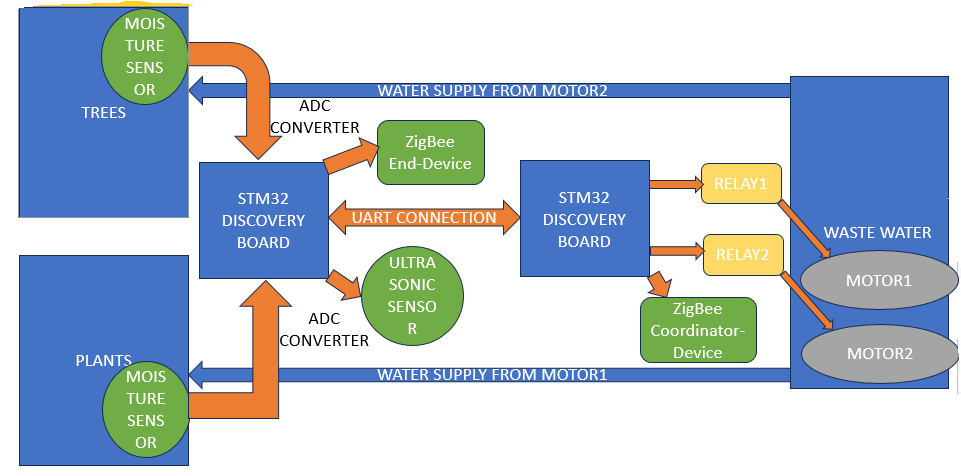 MOIS
TURE
SENS
OR
TREES
WATER SUPPLY FROM MOTOR2
ADC
CONVERTER
ZigBee
End-Device
STM32
DISCOVERY
BOARD
UART CONNECTION
STM32
DISCOVERY
BOARD
RELAY1
RELAY2
WASTE WATER
MOTOR1
MOTOR2
ULTRA
SONIC
SENSO
R
ZigBee
Coordinator-
Device
ADC
CONVERTER
PLANTS
MOIS
TURE
SENS
OR
WATER SUPPLY FROM MOTOR1